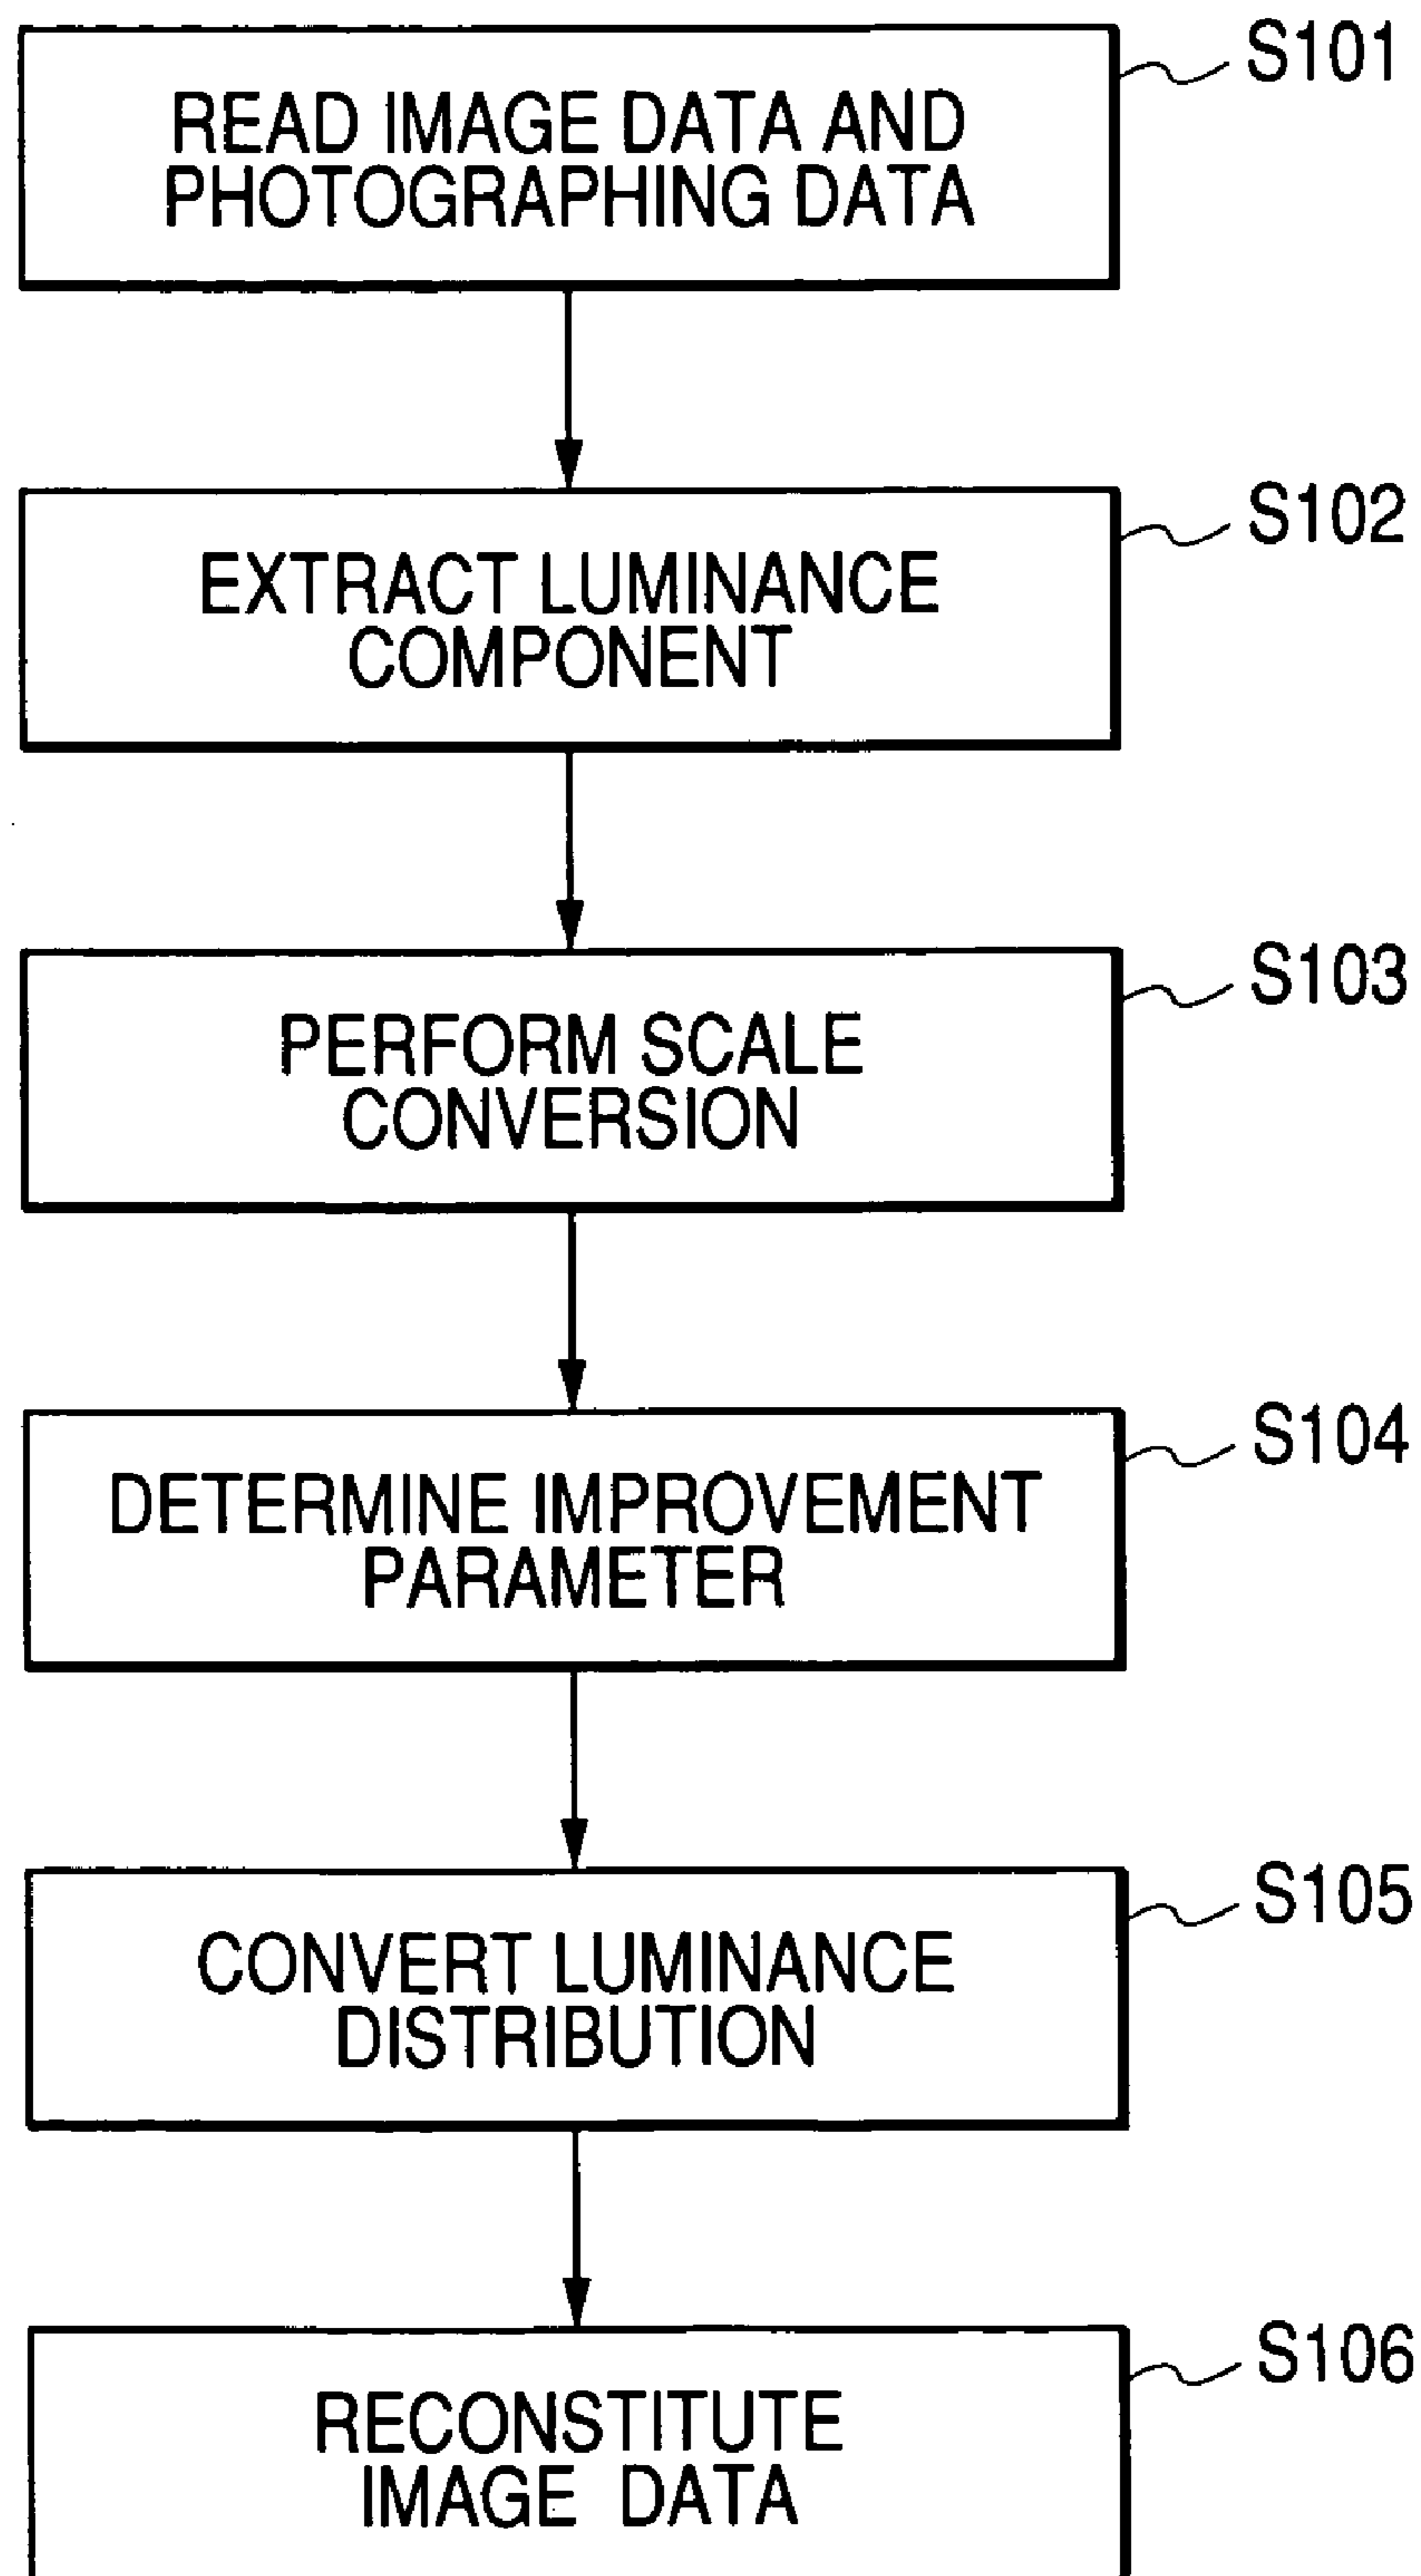 S101
READ IMAGE DATA AND
PHOTOGRAPHING DATA
S102
EXTRACT LUMINANCE
COMPONENT
S103
PERFORM SCALE
CONVERSION
S104
DETERMINE IMPROVEMENT
PARAMETER
S105
CONVERT LUMINANCE
DISTRIBUTION
S106
RECONSTITUTE
IMAGE DATA